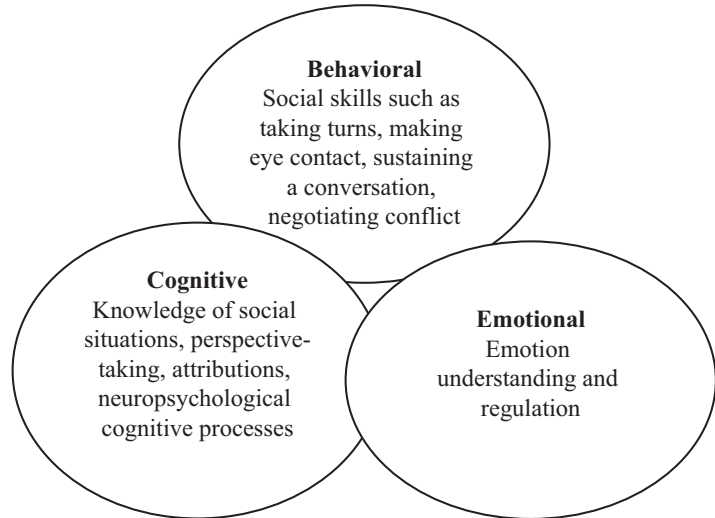 Behavioral
Social skills such as
taking turns, making
eye contact, sustaining
a conversation,
negotiating conflict
Cognitive
Knowledge of social
situations, perspective-
taking, attributions,
neuropsychological
cognitive processes
Emotional
Emotion
understanding and
regulation